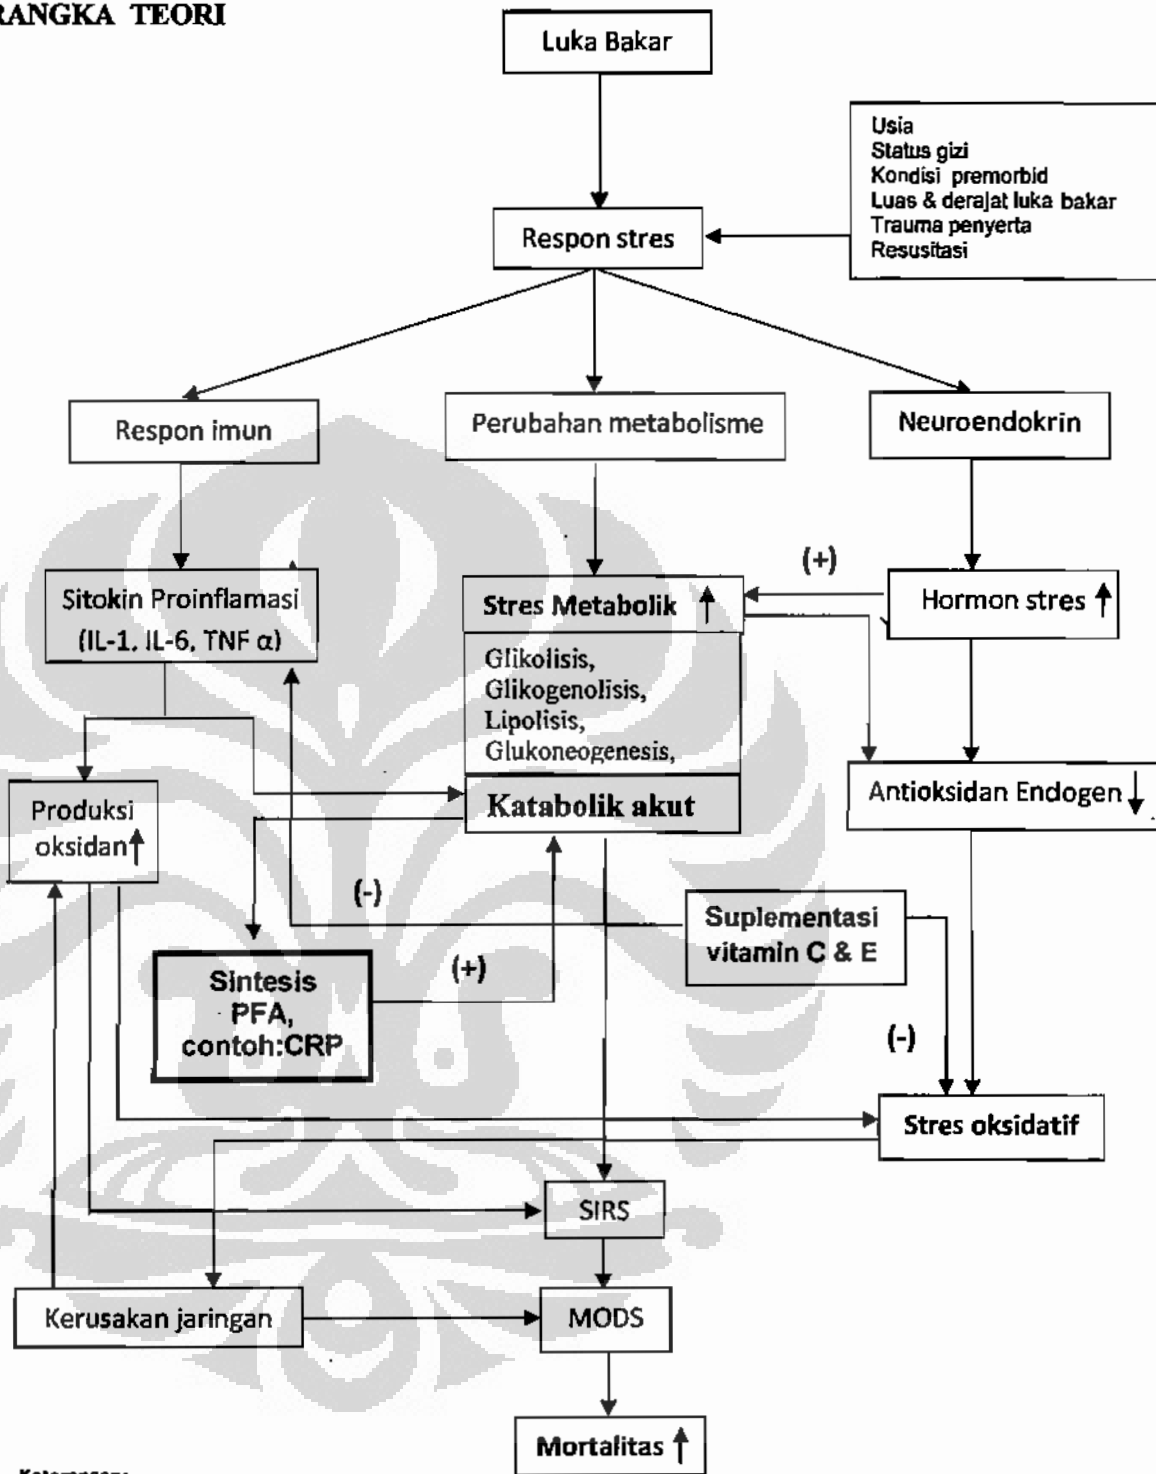 RANGKA TEORI
Luka Bakar
Usia
Status gizi
Kondisi premorbid
Luas & derajat luka bakar
Trauma penyerta
Resusitasi
Respon stres
Respon imun
Perubahan metabolisme
Neuroendokrin
(+)
Sitokin Proinflamasi
(IL-1, IL-6, TNF α)
Stres Metabolik ↑
Hormon stres ↑
Glikolisis,
Glikogenolisis,
Lipolisis,
Glukoneogenesis,
Katabolik akut
Antioksidan Endogen ↓
Produksi
oksidan ↑
(-)
Suplementasi
vitamin C & E
Sintesis
PFA,
contoh:CRP
(+)
(-)
Stres oksidatif
SIRS
Kerusakan jaringan
MODS
Mortalitas ↑